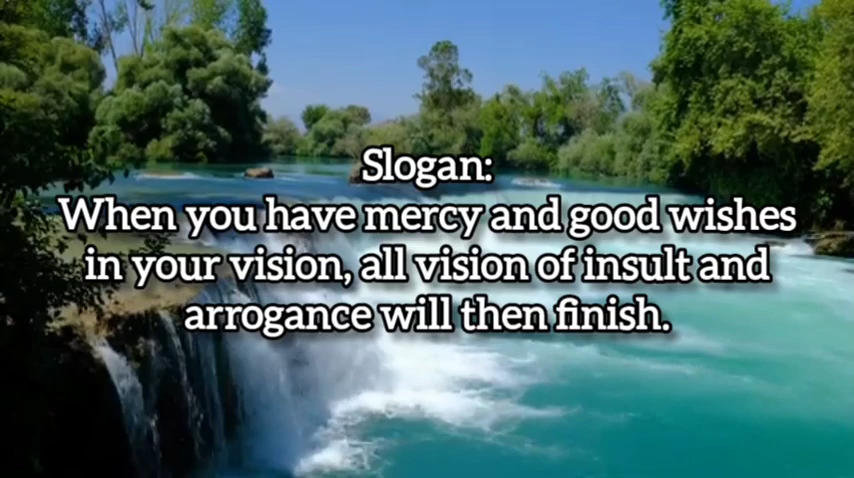 Slogan:
When you have mercy and good wishes
in your vision, all vision of insult and
arrogance will then finish.